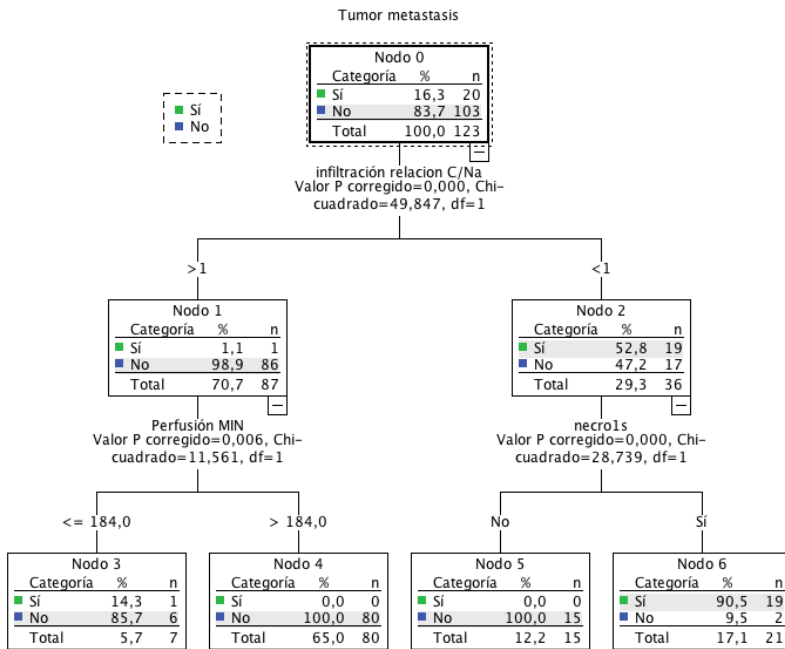 Tumor metastasis
Nodo 0
Categoría % n
Sí 16,3 20
No 83,7 103
Total 100,0 123
Sí
No
infiltración relacion C/Na
Valor P corregido=0,000, Chi-
cuadrado=49,847, df=1
>1
<1
Nodo 1
Categoría % n
Sí 1,1 1
No 98,9 86
Total 70,7 87
Nodo 2
Categoría % n
Sí 52,8 19
No 47,2 17
Total 29,3 36
Perfusión MIN
Valor P corregido=0,006, Chi-
cuadrado=11,561, df=1
necro1s
Valor P corregido=0,000, Chi-
cuadrado=28,739, df=1
<= 184,0
> 184,0
No
Sí
Nodo 3
Categoría % n
Sí 14,3 1
No 85,7 6
Total 5,7 7
Nodo 4
Categoría % n
Sí 0,0 0
No 100,0 80
Total 65,0 80
Nodo 5
Categoría % n
Sí 0,0 0
No 100,0 15
Total 12,2 15
Nodo 6
Categoría % n
Sí 90,5 19
No 9,5 2
Total 17,1 21